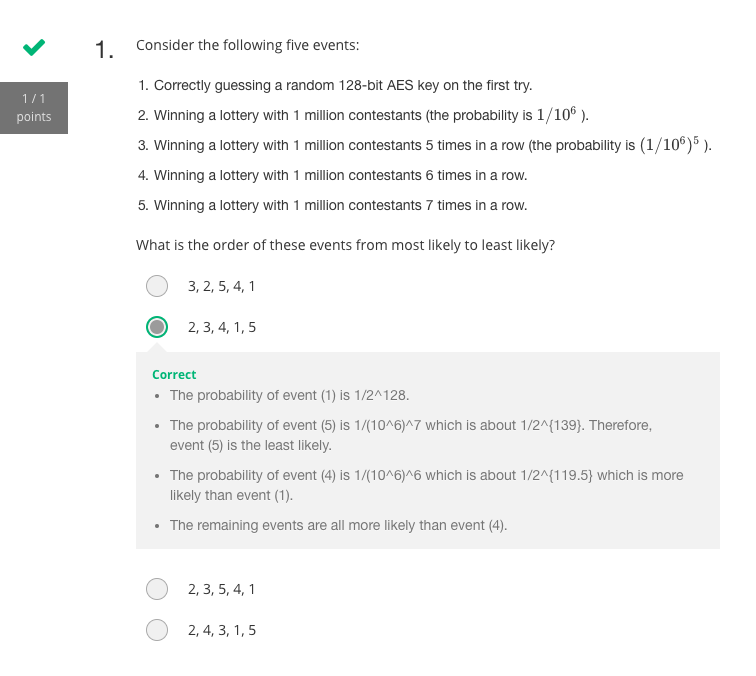 1 / 1
points
1. Consider the following five events:
1. Correctly guessing a random 128-bit AES key on the first try.
2. Winning a lottery with 1 million contestants (the probability is 1/10⁶ ).
3. Winning a lottery with 1 million contestants 5 times in a row (the probability is (1/10⁶)⁵ ).
4. Winning a lottery with 1 million contestants 6 times in a row.
5. Winning a lottery with 1 million contestants 7 times in a row.
What is the order of these events from most likely to least likely?
3, 2, 5, 4, 1
2, 3, 4, 1, 5
Correct
• The probability of event (1) is 1/2^128.
• The probability of event (5) is 1/(10^6)^7 which is about 1/2^{139}. Therefore,
event (5) is the least likely.
• The probability of event (4) is 1/(10^6)^6 which is about 1/2^{119.5} which is more
likely than event (1).
• The remaining events are all more likely than event (4).
2, 3, 5, 4, 1
2, 4, 3, 1, 5